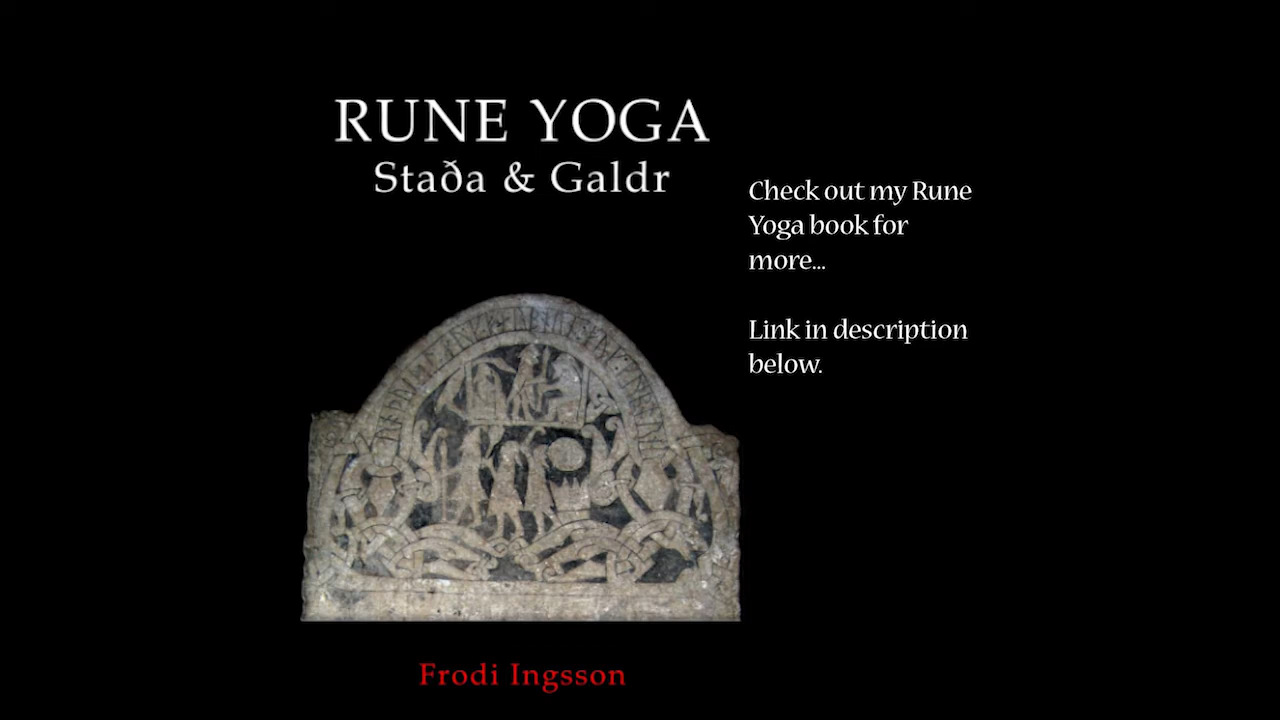 RUNE YOGA
Staða & Galdr
Check out my Rune
Yoga book for
more...
Link in description
below.
Frodi Ingsson